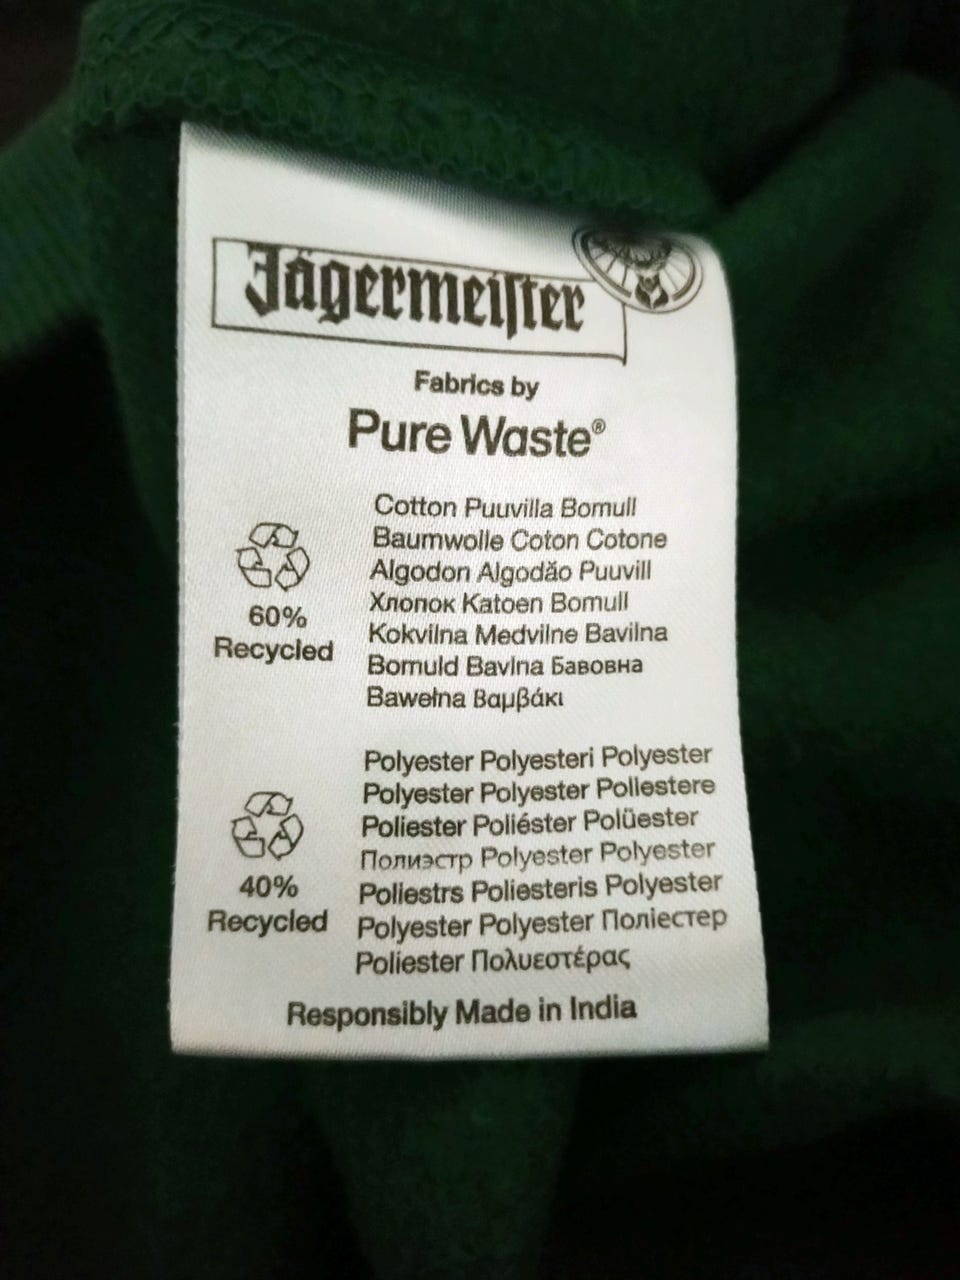 Jägermeister
Fabrics by
Pure Waste®
60%
Recycled
Cotton Puuvilla Bomull
Baumwolle Coton Cotone
Algodon Algodăo Puuvill
Хлопок Katoen Bomull
Kokvilna Medvilne Bavilna
Bomuld Bavlna Бавовна
Bawełna Βαμβάκι
40%
Recycled
Polyester Polyesteri Polyester
Polyester Polyester Poliestere
Poliester Poliéster Polüester
Полиэстр Polyester Polyester
Poliestrs Poliesteris Polyester
Polyester Polyester Поліестер
Poliester Πολυεστέρας
Responsibly Made in India